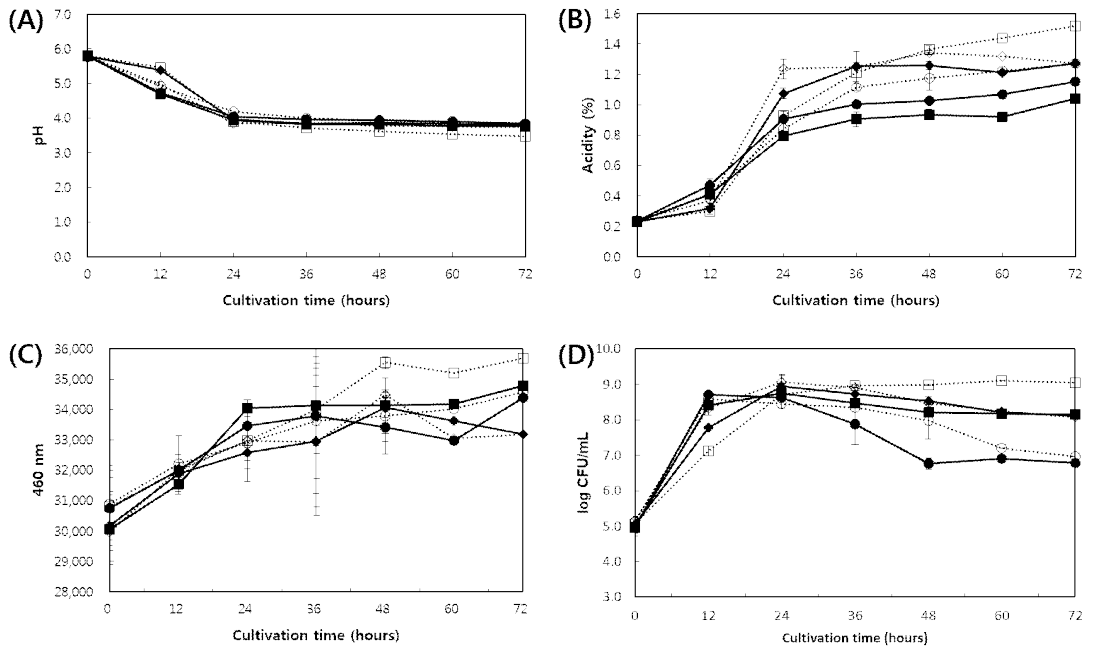 (A)
7.0
6.0
5.0
4.0
3.0
2.0
1.0
0.0
pH
0 12 24 36 48 60 72
Cultivation time (hours)
(B)
1.6
1.4
1.2
1.0
0.8
0.6
0.4
0.2
0.0
Acidity (%)
0 12 24 36 48 60 72
Cultivation time (hours)
(C)
36,000
35,000
34,000
33,000
32,000
31,000
30,000
29,000
28,000
460 nm
0 12 24 36 48 60 72
Cultivation time (hours)
(D)
10.0
9.0
8.0
7.0
6.0
5.0
4.0
3.0
log CFU/mL
0 12 24 36 48 60 72
Cultivation time (hours)